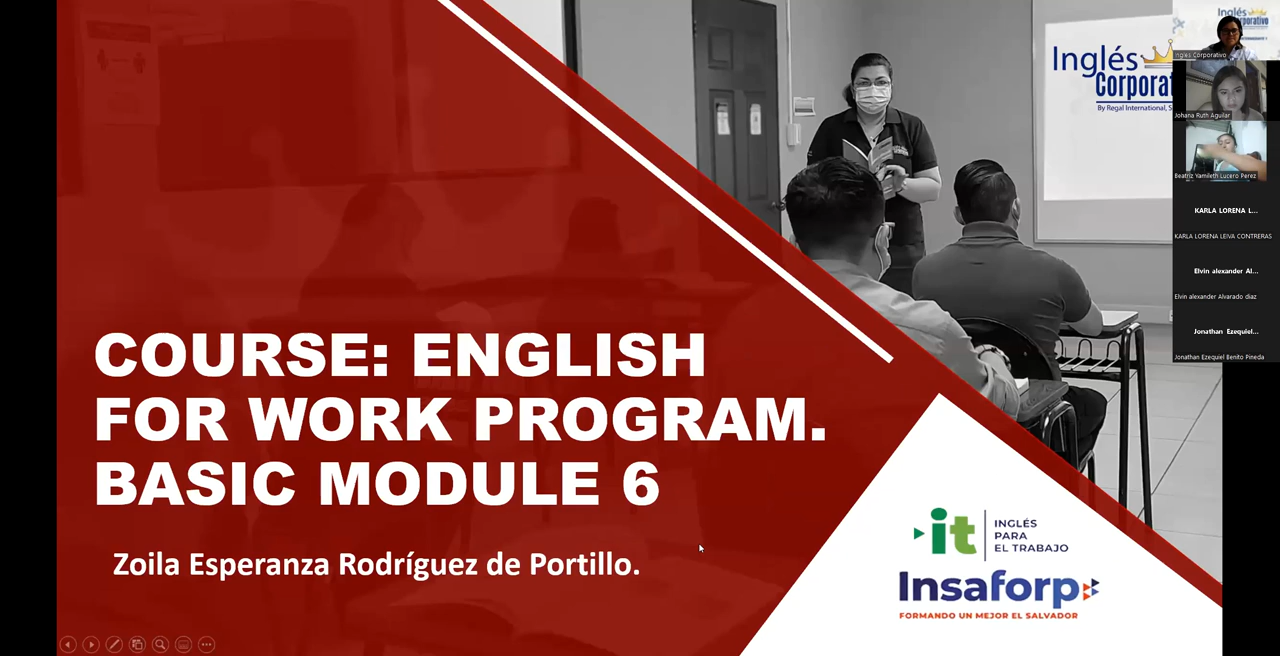 COURSE: ENGLISH
FOR WORK PROGRAM.
BASIC MODULE 6
Zoila Esperanza Rodríguez de Portillo.
Inglés
Corporat
By Regal International, S
it
INGLÉS
PARA
EL TRABAJO
Insaforp
FORMANDO UN MEJOR EL SALVADOR
Inglés
Corporativo
Inglés Corporativo
Johana Ruth Aguilar
Beatriz Yamileth Lucero Perez
KARLA LORENA L...
KARLA LORENA LEIVA CONTRERAS
Elvin alexander Al...
Elvin alexander Alvarado diaz
Jonathan Ezequiel...
Jonathan Ezequiel Benito Pineda